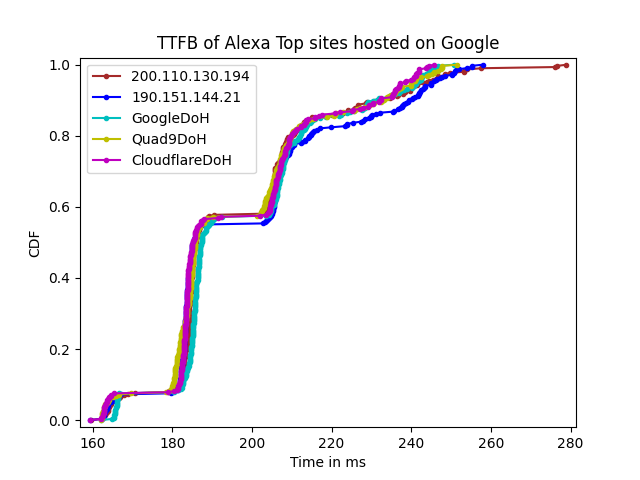 TTFB of Alexa Top sites hosted on Google
1.0
0.8
0.6
0.4
0.2
0.0
CDF
200.110.130.194
190.151.144.21
GoogleDoH
Quad9DoH
CloudflareDoH
160 180 200 220 240 260 280
Time in ms